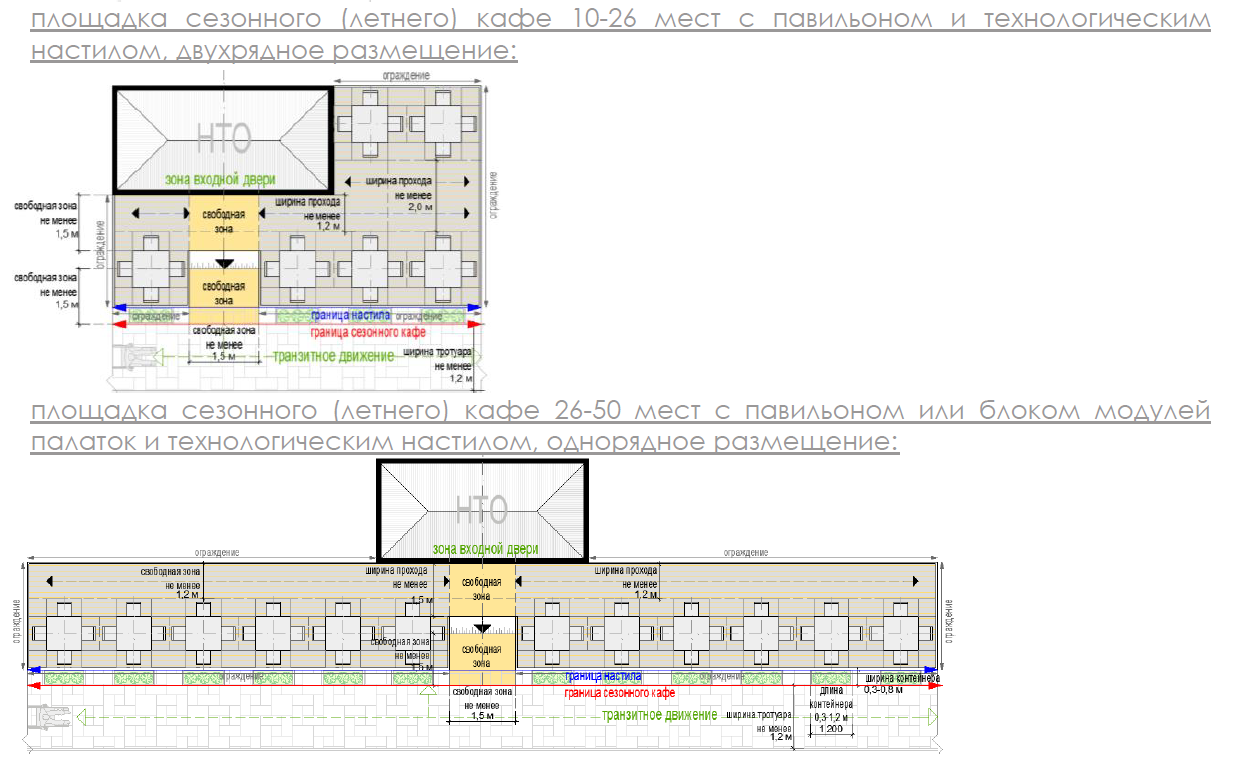 площадка сезонного (летнего) кафе 10-26 мест с павильоном и технологическим
настилом, двухрядное размещение:
ограждение
НТО
зона входной двери
ширина прохода
не менее
2,0 м
ограждение
свободная зона
не менее
1,5 м
ограждение
свободная
зона
ширина прохода
не менее
1,2 м
свободная зона
не менее
1,5 м
свободная
зона
ограждение
граница настила
ограждение
свободная зона
не менее
1,5 м
граница сезонного кафе
транзитное движение
ширина тротуара
не менее
1,2 м
площадка сезонного (летнего) кафе 26-50 мест с павильоном или блоком модулей
палаток и технологическим настилом, однорядное размещение:
НТО
зона входной двери
ограждение
ограждение
свободная зона
не менее
1,2 м
ширина прохода
не менее
1,5 м
свободная
зона
ширина прохода
не менее
1,2 м
ограждение
ограждение
свободная зона
не менее
1,5 м
свободная
зона
ограждение
граница настила
ограждение
ширина контейнера
0,3-0,8 м
свободная зона
не менее
1,5 м
граница сезонного кафе
длина
контейнера
0,3-1,2 м
1 200
транзитное движение
ширина тротуара
не менее
1,2 м